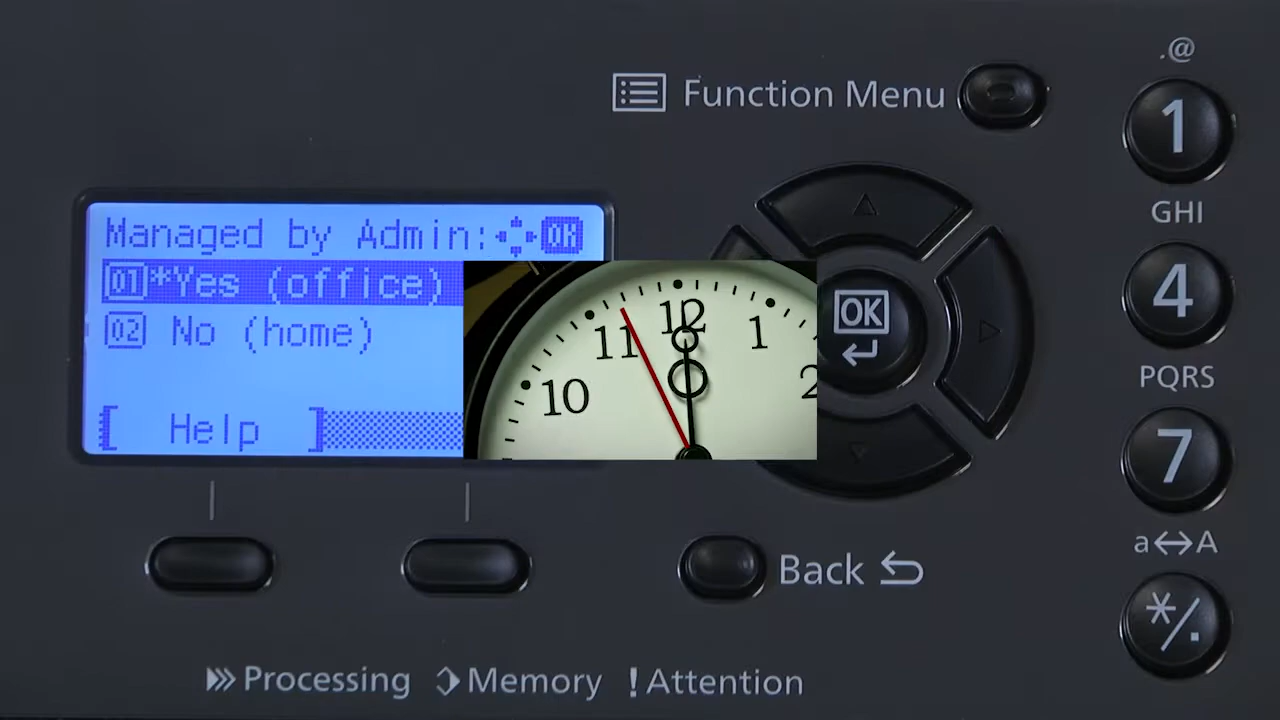 .@
Function Menu
1
GHI
Managed by Admin: OK
01 *Yes (office)
02 No (home)
[ Help ]
10
11
12
1
2
OK
4
PQRS
7
a↔A
*/.
Back
Processing
Memory
! Attention